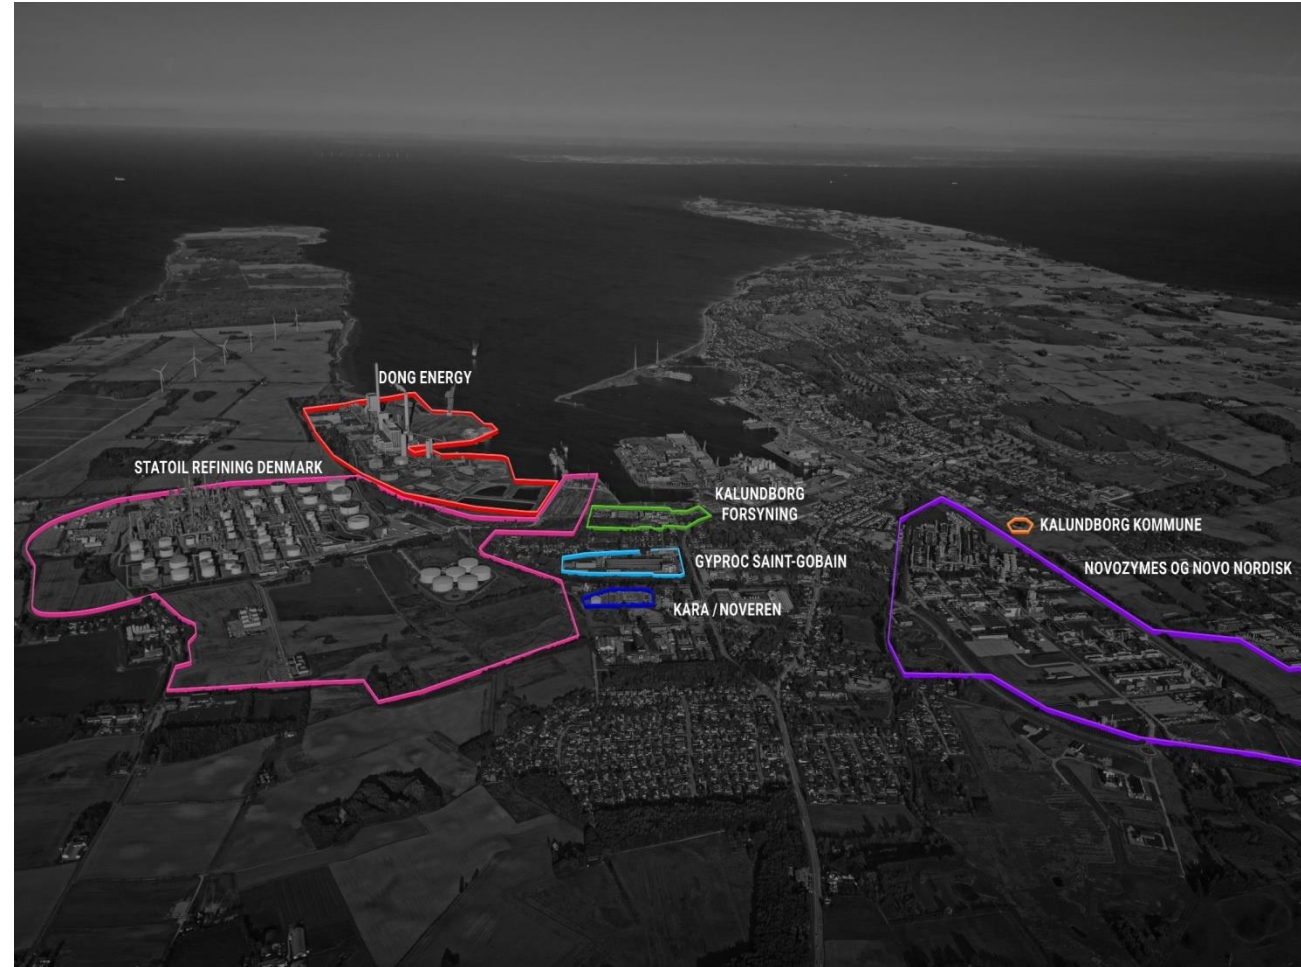 DONG ENERGY
STATOIL REFINING DENMARK
KALUNDBORG
FORSYNING
KALUNDBORG KOMMUNE
GYPROC SAINT-GOBAIN
NOVOZYMES OG NOVO NORDISK
KARA / NOVEREN